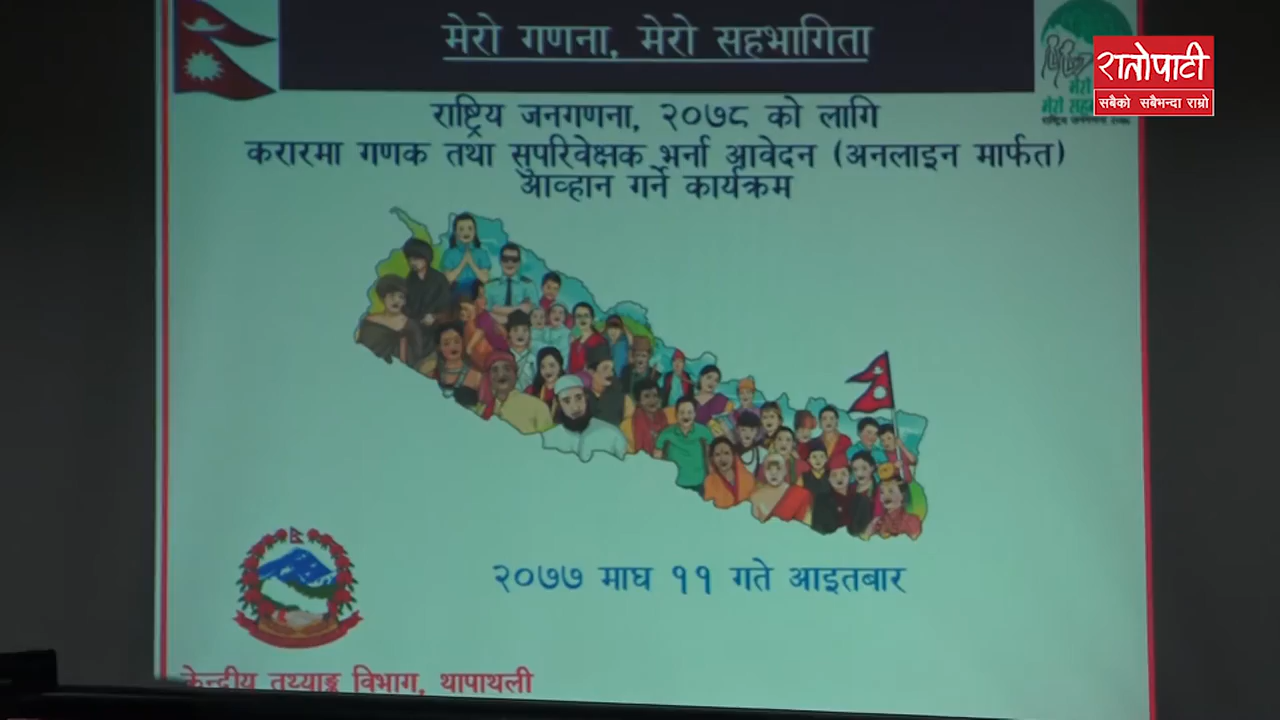 मेरो गणना, मेरो सहभागिता
रातोपाटी
सबैको सबैभन्दा राम्रो
राष्ट्रिय जनगणना, २०७८ को लागि
करारमा गणक तथा सुपरिवेक्षक भर्ना आवेदन (अनलाइन मार्फत)
आव्हान गर्ने कार्यक्रम
२०७७ माघ ११ गते आइतबार
केन्द्रीय तथ्याङ्क विभाग, थापाथली